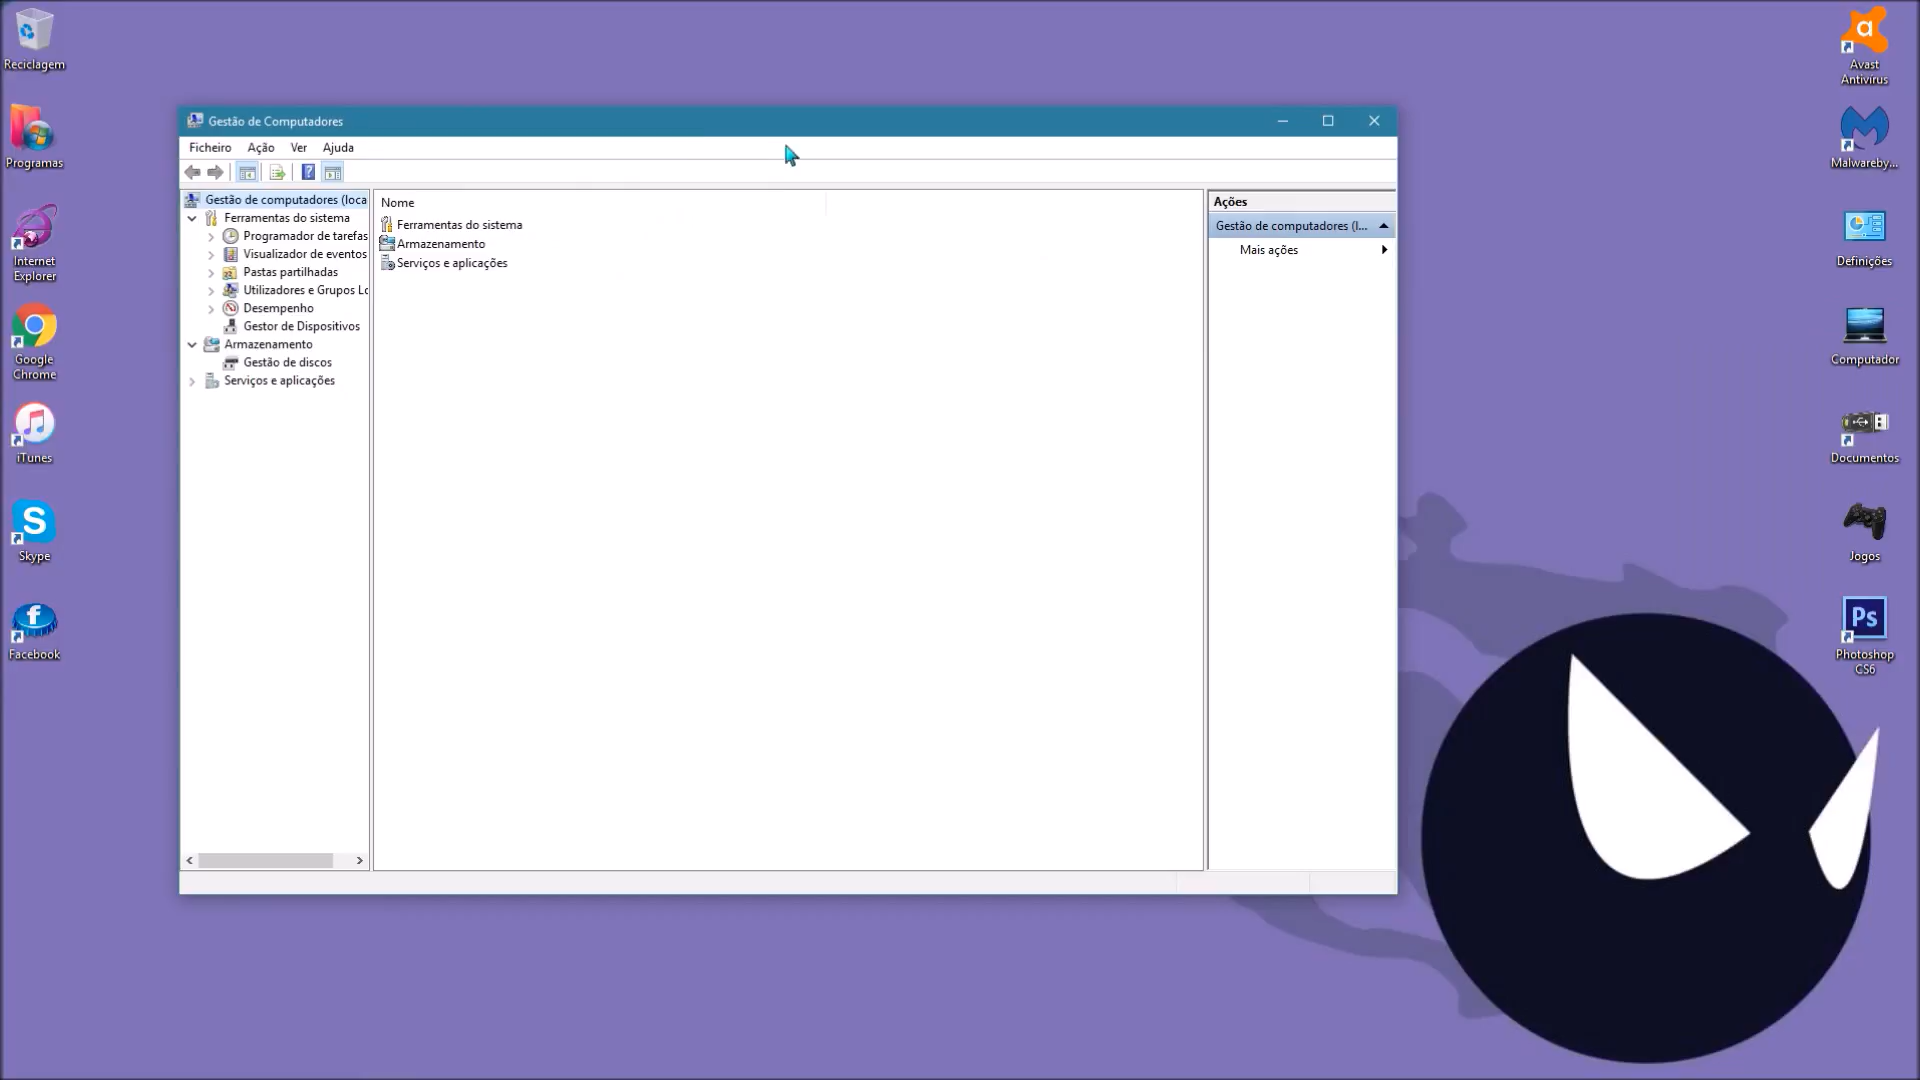 Reciclagem
Programas
Internet
Explorer
Google
Chrome
iTunes
Skype
Facebook
Gestão de Computadores
Ficheiro Ação Ver Ajuda
Gestão de computadores (loca
Ferramentas do sistema
Programador de tarefas
Visualizador de eventos
Pastas partilhadas
Utilizadores e Grupos Lo
Desempenho
Gestor de Dispositivos
Armazenamento
Gestão de discos
Serviços e aplicações
Nome
Ferramentas do sistema
Armazenamento
Serviços e aplicações
Ações
Gestão de computadores (l...
Mais ações
a
Avast
Antivírus
Malwareby...
Definições
Computador
Documentos
Jogos
Ps
Photoshop
CS6